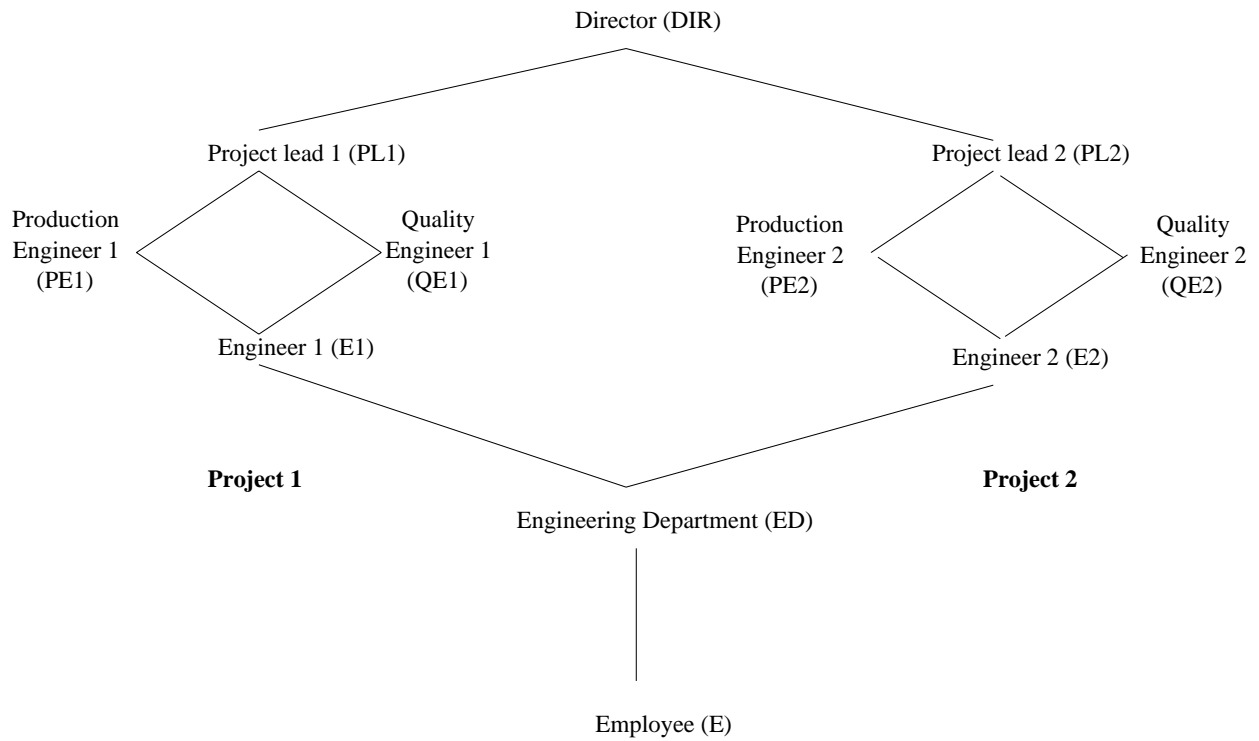 Director (DIR)
Project lead 1 (PL1)
Project lead 2 (PL2)
Production
Engineer 1
(PE1)
Quality
Engineer 1
(QE1)
Production
Engineer 2
(PE2)
Quality
Engineer 2
(QE2)
Engineer 1 (E1)
Engineer 2 (E2)
Project 1
Project 2
Engineering Department (ED)
Employee (E)